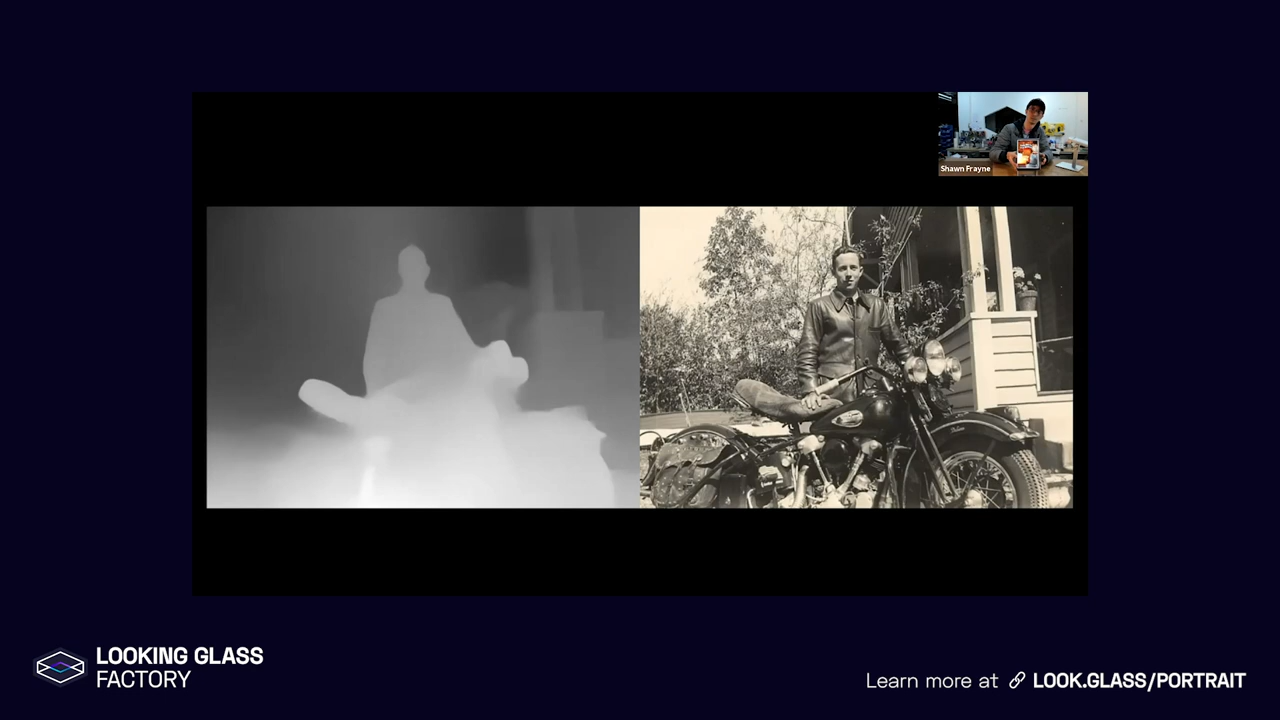 Shawn Frayne
LOOKING GLASS
FACTORY
Learn more at LOOK.GLASS/PORTRAIT